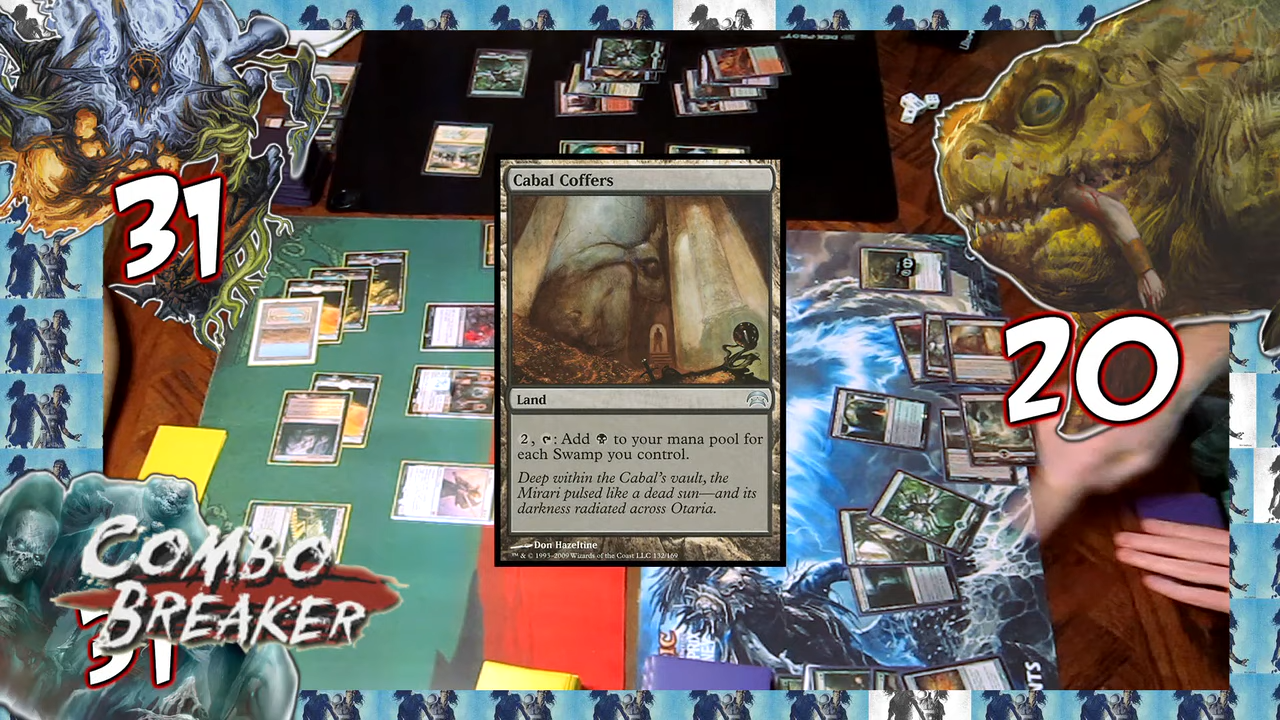 31
20
Cabal Coffers
Land
2, : Add to your mana pool for
each Swamp you control.
Deep within the Cabal's vault, the
Mirari pulsed like a dead sun—and its
darkness radiated across Otaria.
Don Hazeltine
™ & © 1993–2009 Wizards of the Coast LLC 132/169
COMBO
BREAKER